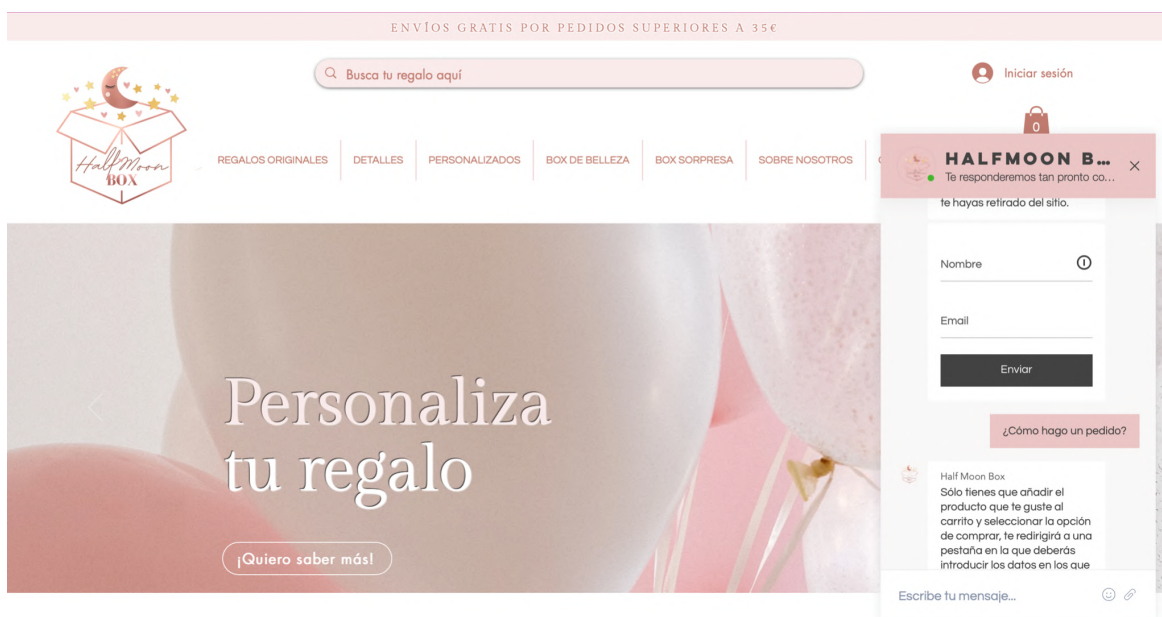 ENVÍOS GRATIS POR PEDIDOS SUPERIORES A 35€
Busca tu regalo aquí
Iniciar sesión
0
HalfMoon
BOX
REGALOS ORIGINALES
DETALLES
PERSONALIZADOS
BOX DE BELLEZA
BOX SORPRESA
SOBRE NOSOTROS
HALFMOON B...
Te responderemos tan pronto co...
te hayas retirado del sitio.
Nombre
Email
Enviar
¿Cómo hago un pedido?
Half Moon Box
Sólo tienes que añadir el
producto que te guste al
carrito y seleccionar la opción
de comprar, te redirigirá a una
pestaña en la que deberás
introducir los datos en los que
Escribe tu mensaje...
Personaliza
tu regalo
¡Quiero saber más!